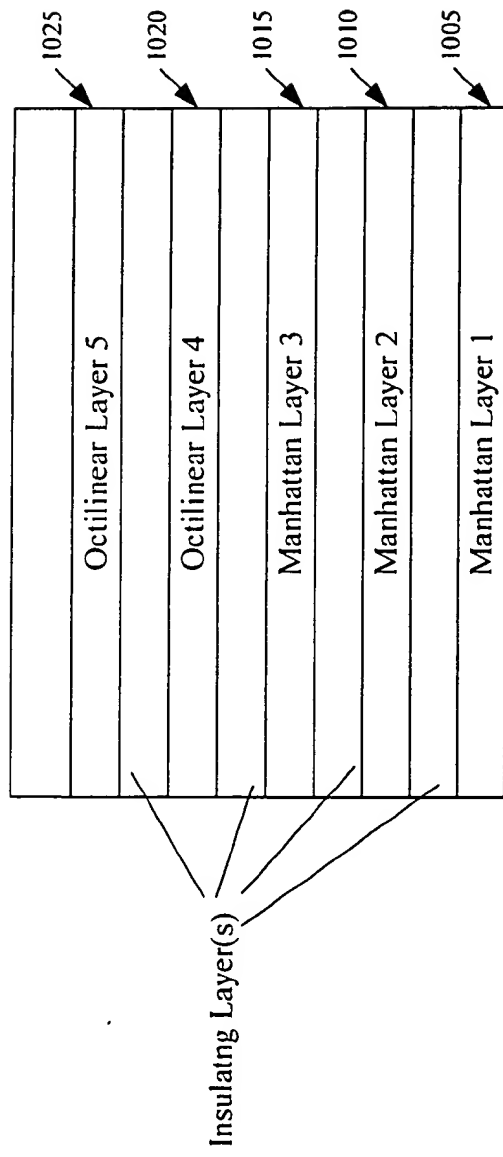 1025
Octilinear Layer 5
1020
Octilinear Layer 4
1015
Manhattan Layer 3
1010
Manhattan Layer 2
1005
Manhattan Layer 1
Insulatng Layer(s)